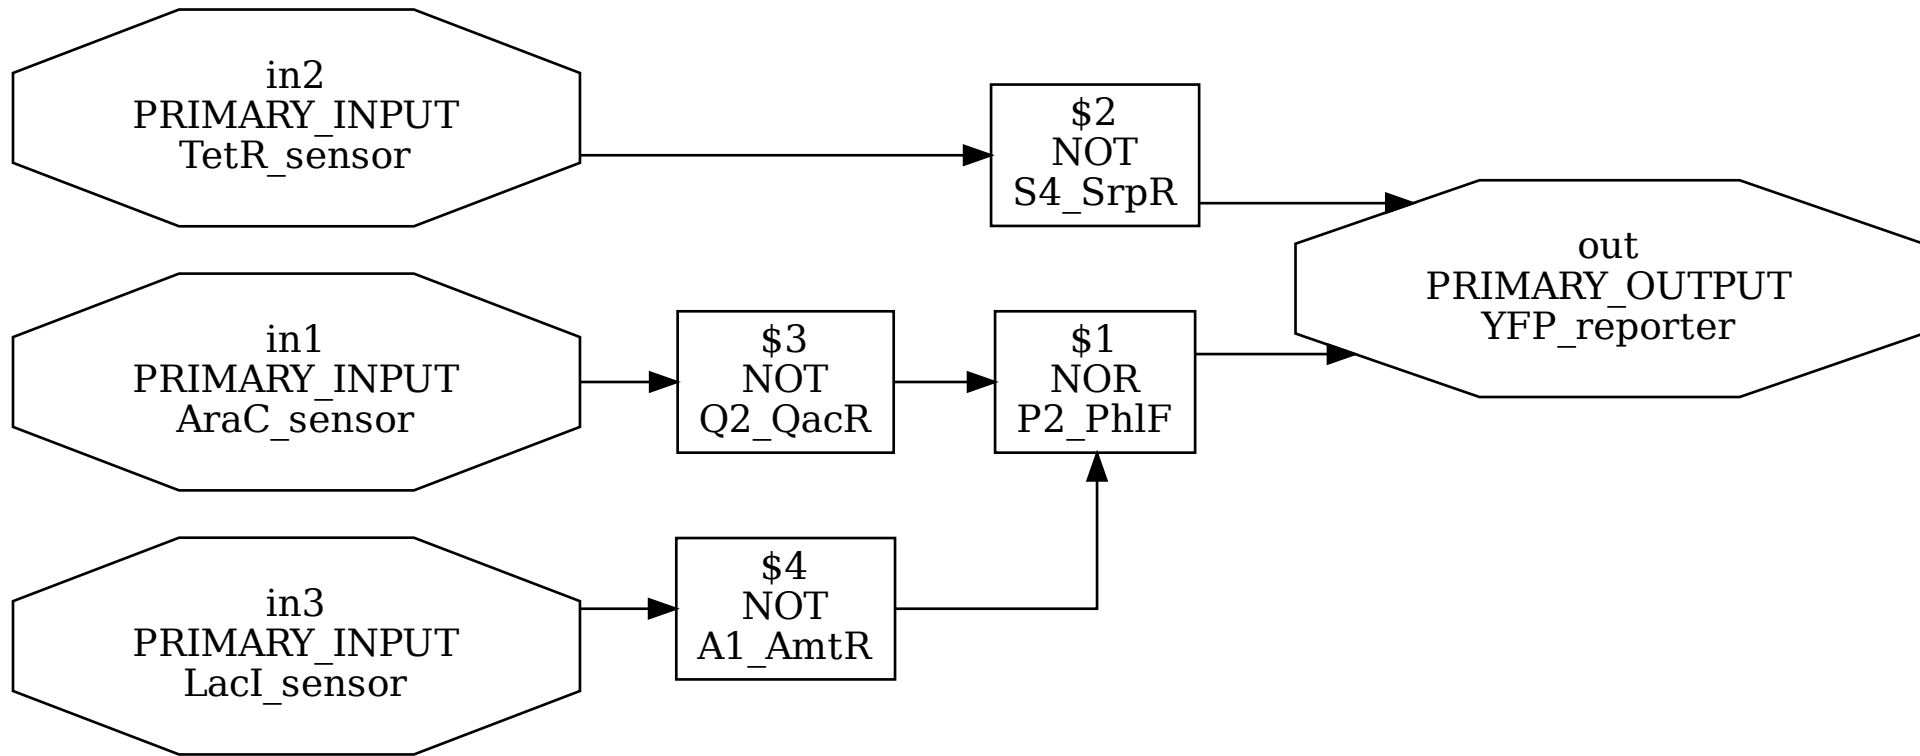 in2
PRIMARY_INPUT
TetR_sensor
$2
NOT
S4_SrpR
out
PRIMARY_OUTPUT
YFP_reporter
in1
PRIMARY_INPUT
AraC_sensor
$3
NOT
Q2_QacR
$1
NOR
P2_PhlF
in3
PRIMARY_INPUT
LacI_sensor
$4
NOT
A1_AmtR